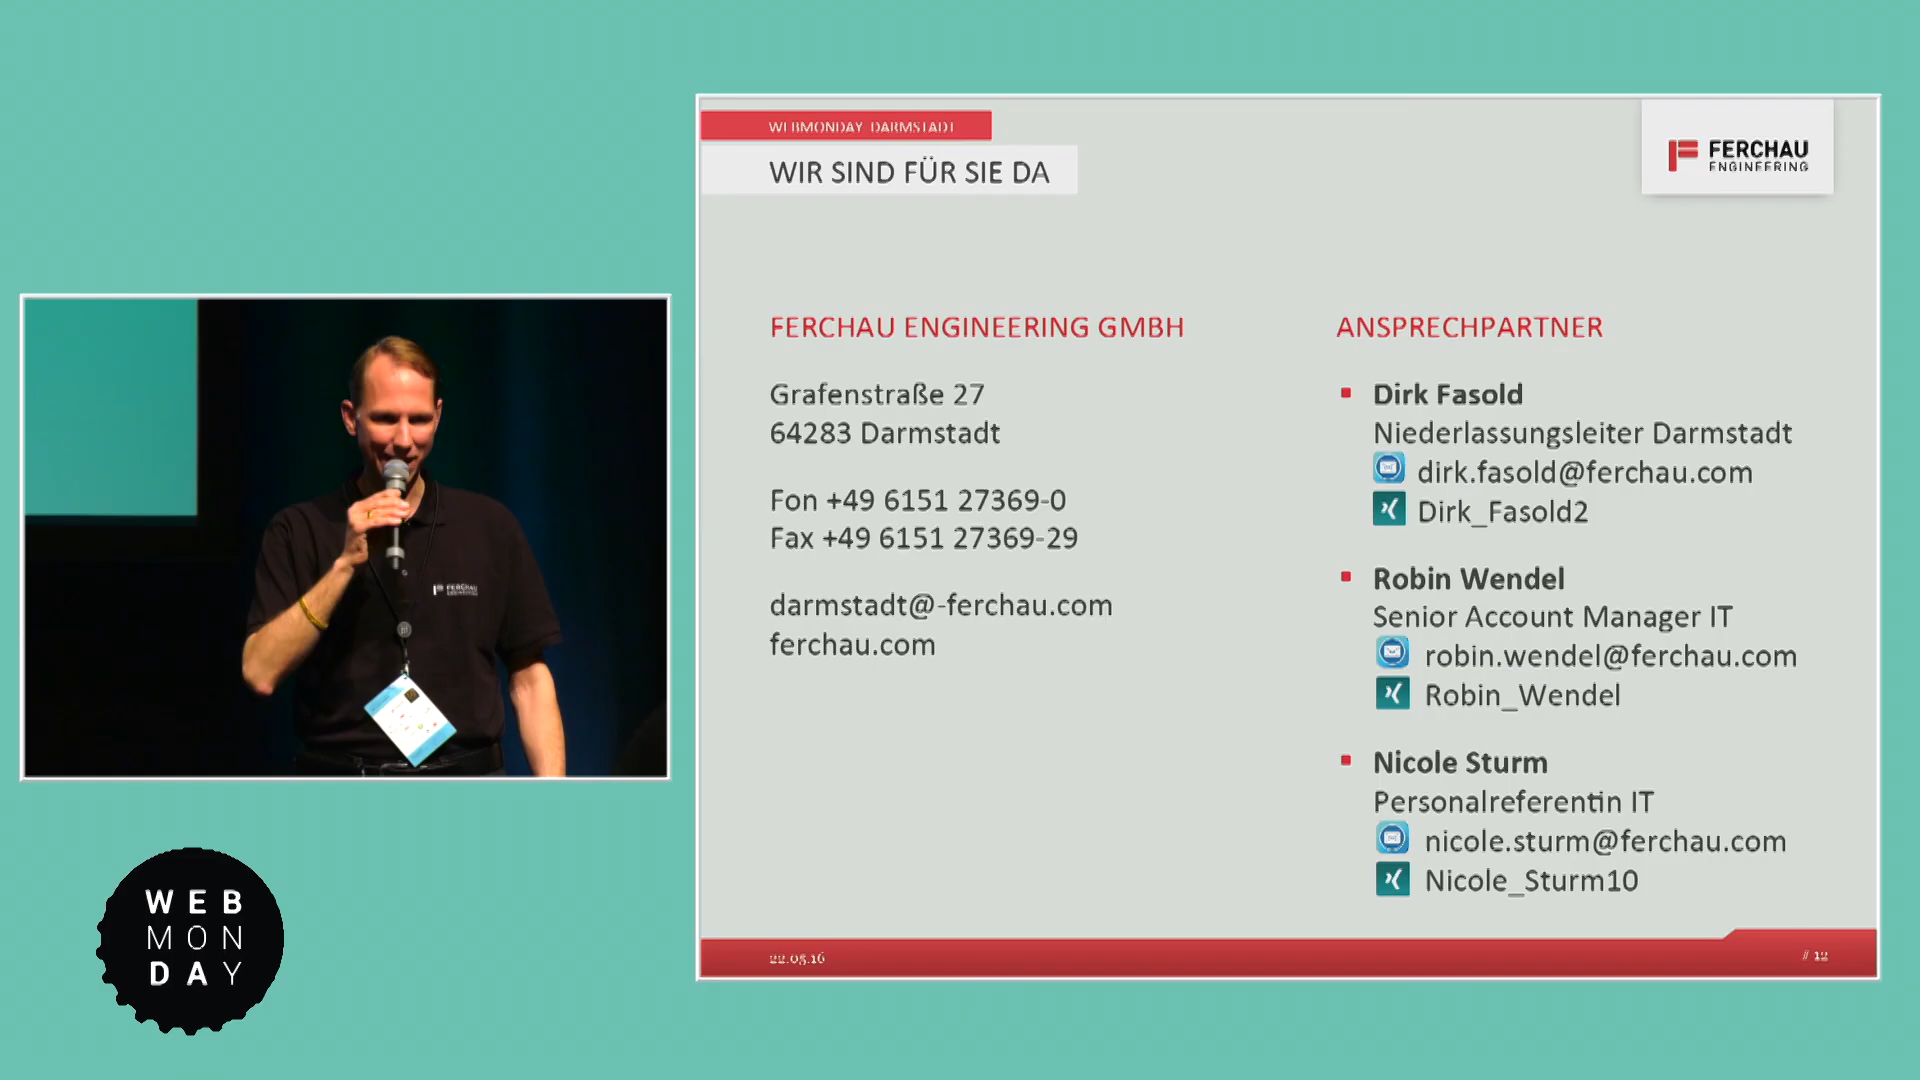 WEBMONDAY DARMSTADT
WIR SIND FÜR SIE DA
FERCHAU
ENGINEERING
FERCHAU ENGINEERING GMBH
Grafenstraße 27
64283 Darmstadt
Fon +49 6151 27369-0
Fax +49 6151 27369-29
darmstadt@-ferchau.com
ferchau.com
ANSPRECHPARTNER
Dirk Fasold
Niederlassungsleiter Darmstadt
dirk.fasold@ferchau.com
Dirk_Fasold2
Robin Wendel
Senior Account Manager IT
robin.wendel@ferchau.com
Robin_Wendel
Nicole Sturm
Personalreferentin IT
nicole.sturm@ferchau.com
Nicole_Sturm10
22.05.16
// 12
FERCHAU
WEB
MON
DAY